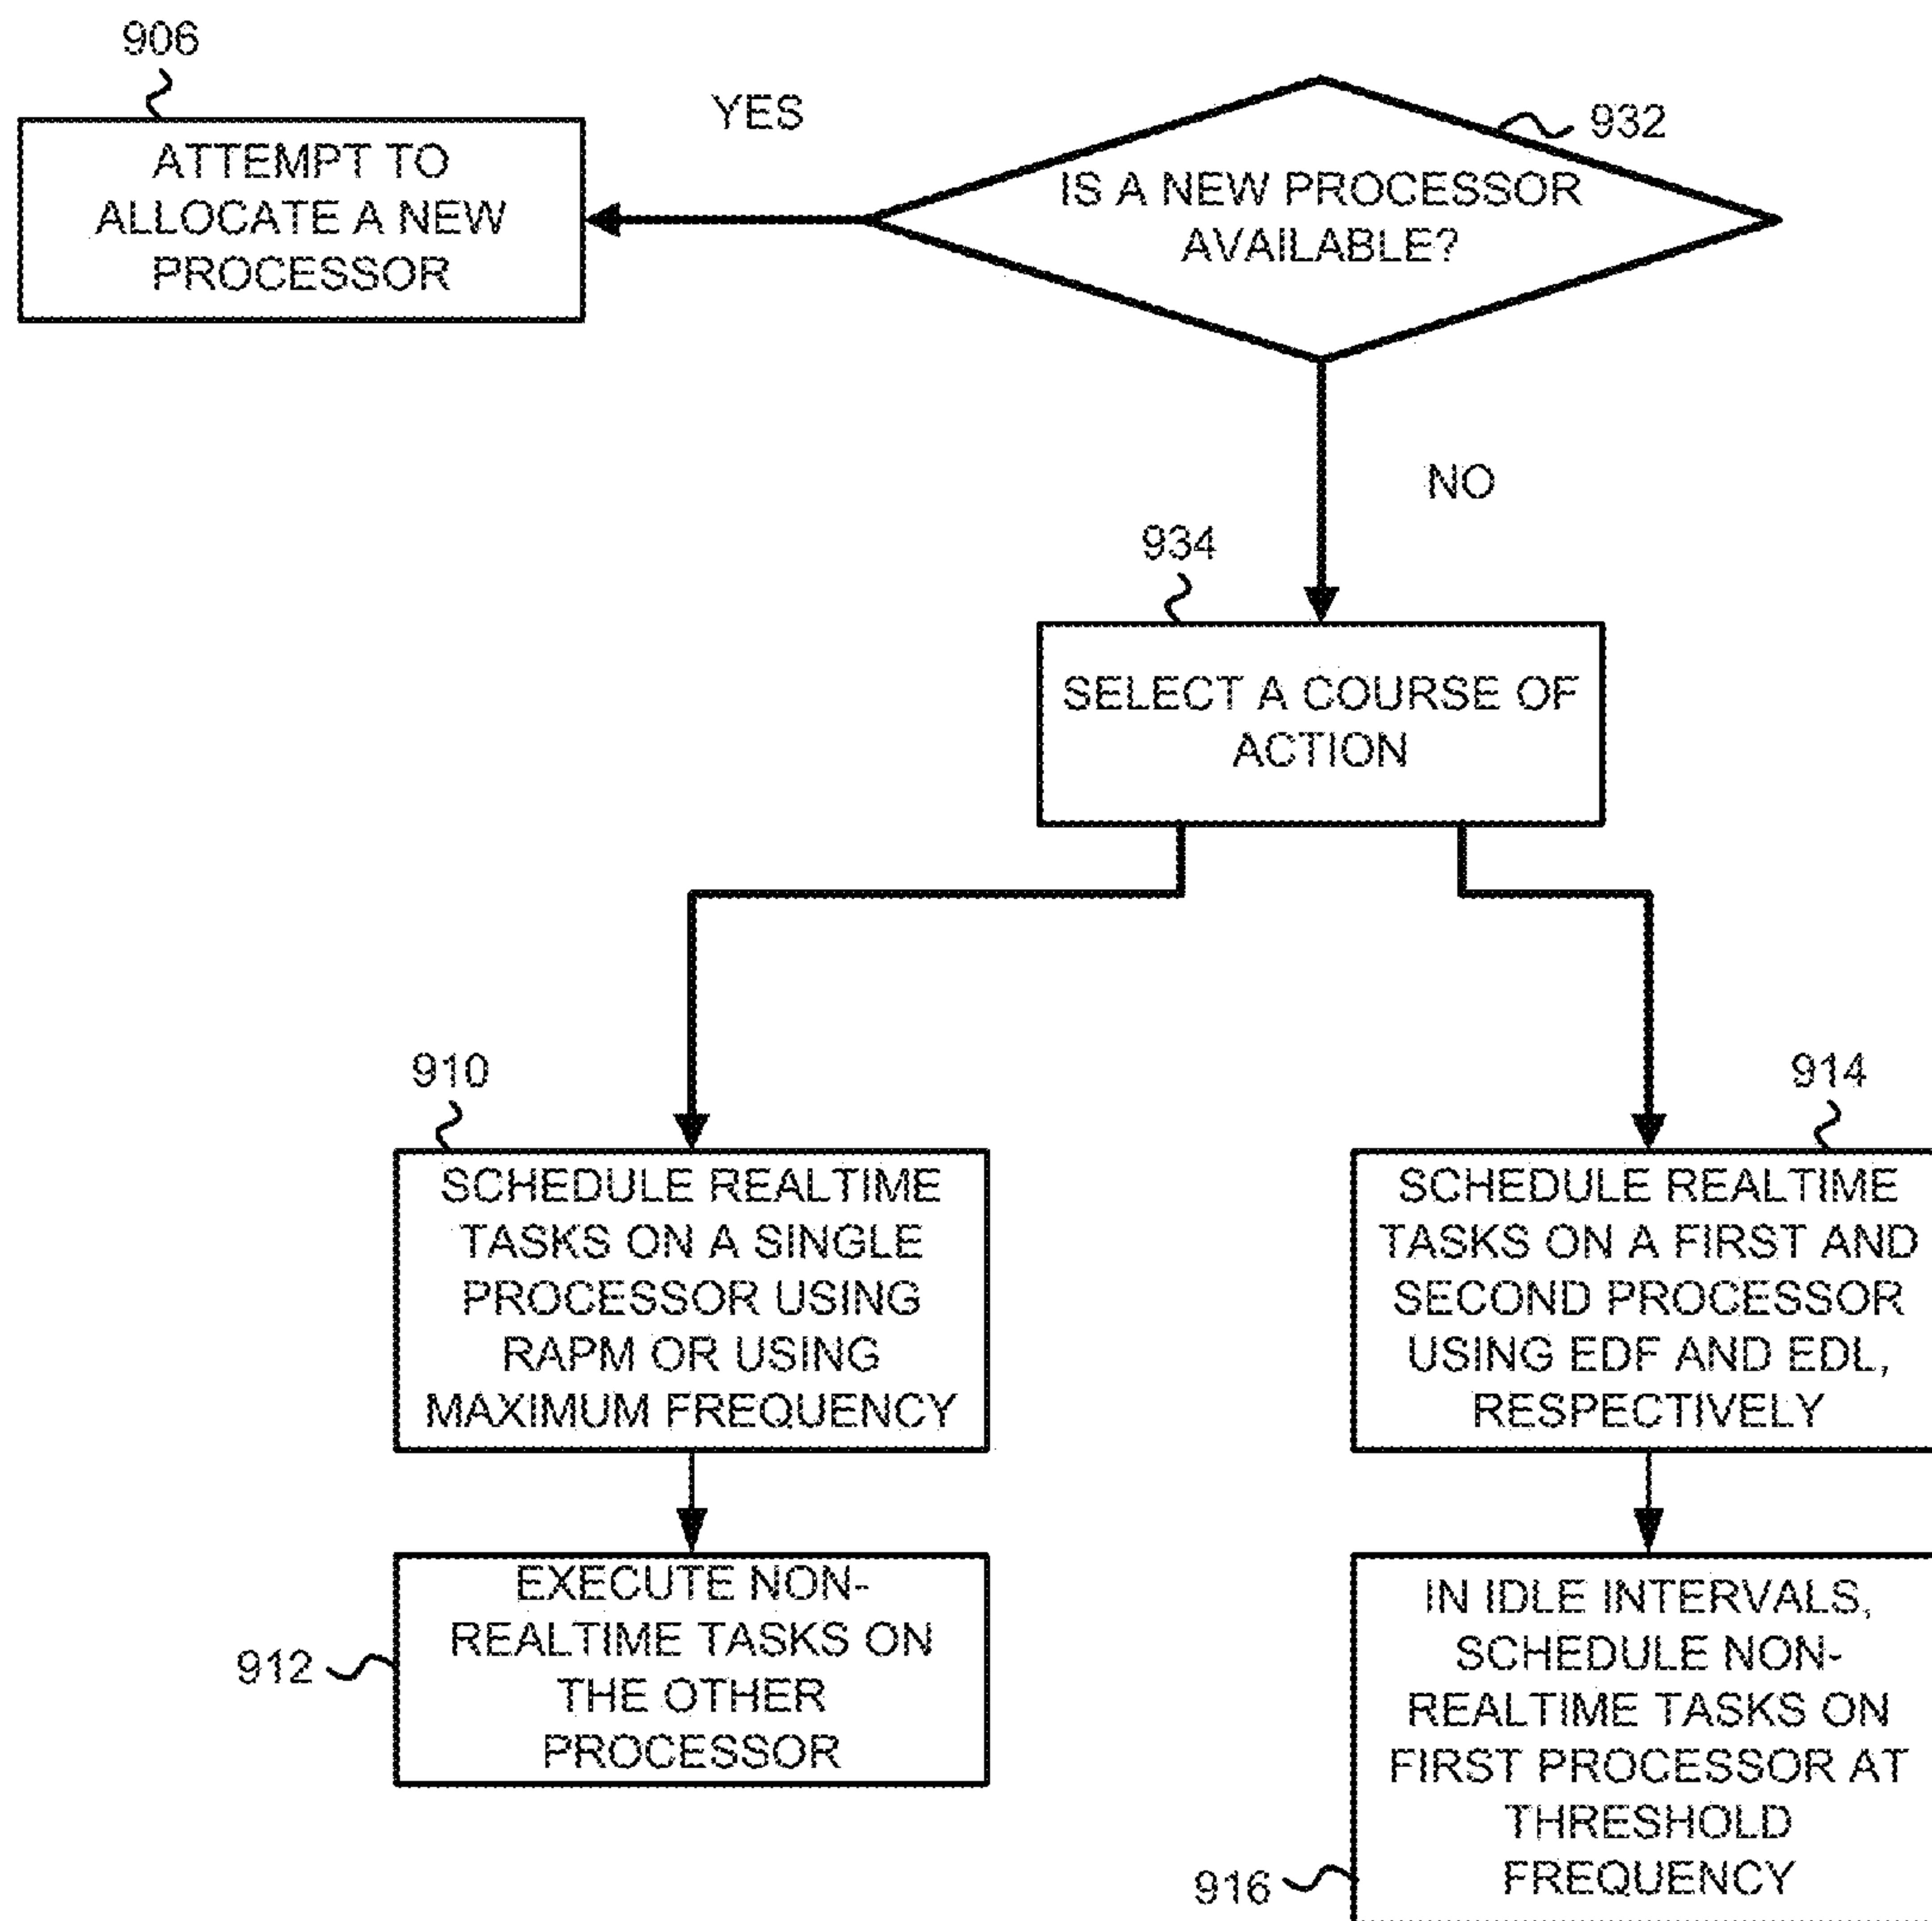 906
YES
932
ATTEMPT TO
ALLOCATE A NEW
PROCESSOR
IS A NEW PROCESSOR
AVAILABLE?
NO
934
SELECT A COURSE OF
ACTION
910
914
SCHEDULE REALTIME
TASKS ON A SINGLE
PROCESSOR USING
RAPM OR USING
MAXIMUM FREQUENCY
SCHEDULE REALTIME
TASKS ON A FIRST AND
SECOND PROCESSOR
USING EDF AND EDL,
RESPECTIVELY
912
EXECUTE NON-
REALTIME TASKS ON
THE OTHER
PROCESSOR
IN IDLE INTERVALS,
SCHEDULE NON-
REALTIME TASKS ON
FIRST PROCESSOR AT
THRESHOLD
FREQUENCY
916